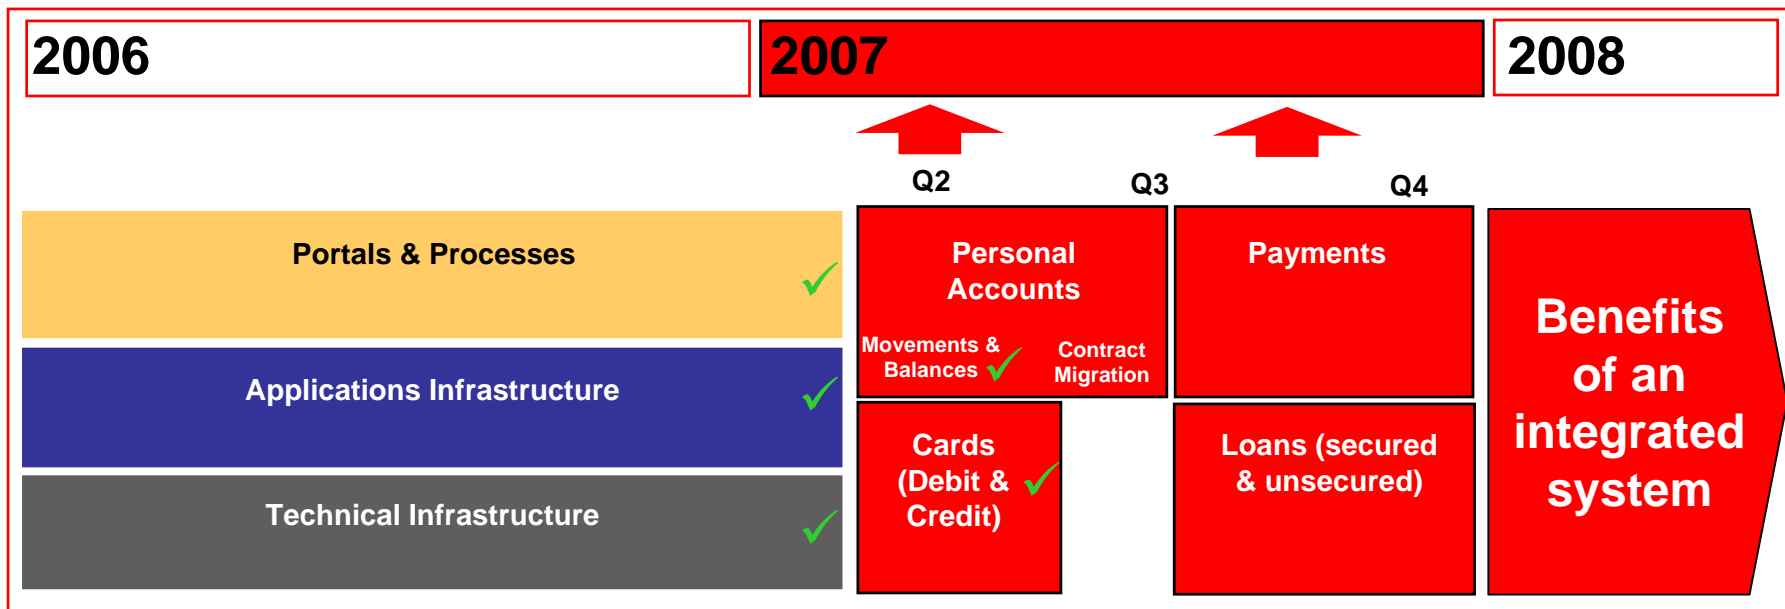 2006
2007
2008
Q2
Q3
Q4
Portals & Processes
Applications Infrastructure
Technical Infrastructure
Personal
Accounts
Movements &
Balances
Contract
Migration
Cards
(Debit &
Credit)
Payments
Loans (secured
& unsecured)
Benefits
of an
integrated
system